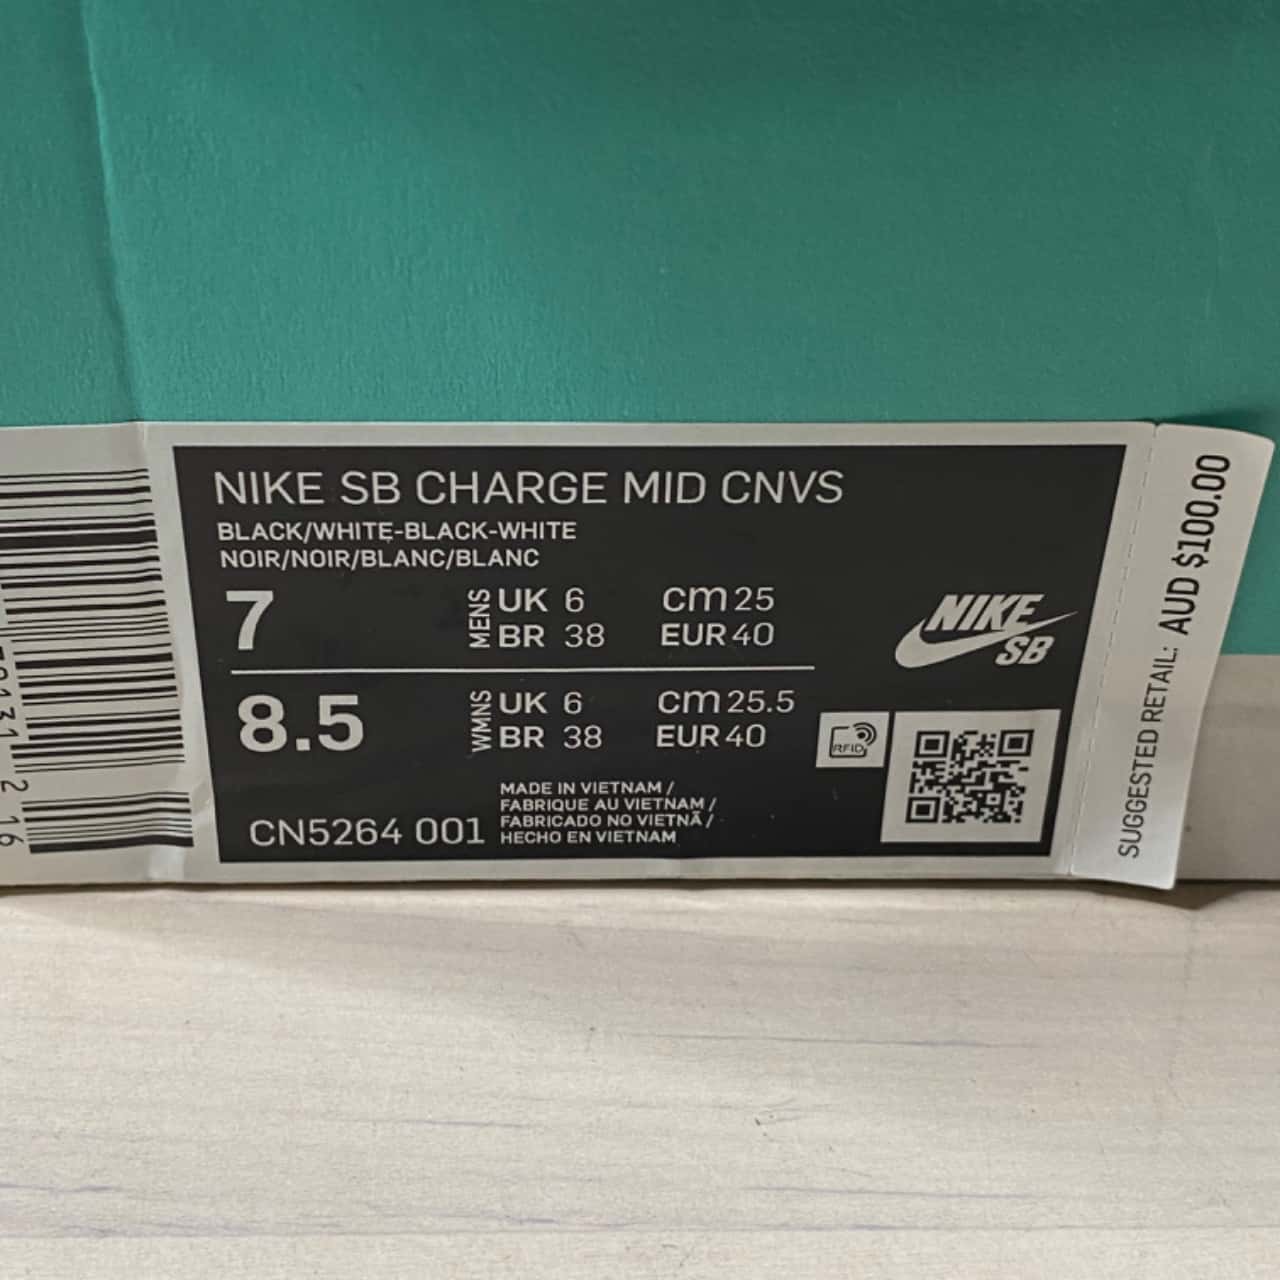 NIKE SB CHARGE MID CNVS
BLACK/WHITE-BLACK-WHITE
NOIR/NOIR/BLANC/BLANC
7 MENS UK 6 cm 25
BR 38 EUR 40
8.5 WMNS UK 6 cm 25.5
BR 38 EUR 40
CN5264 001
MADE IN VIETNAM /
FABRIQUE AU VIETNAM /
FABRICADO NO VIETNÃ /
HECHO EN VIETNAM
NIKE
SB
RFID
SUGGESTED RETAIL: AUD $100.00